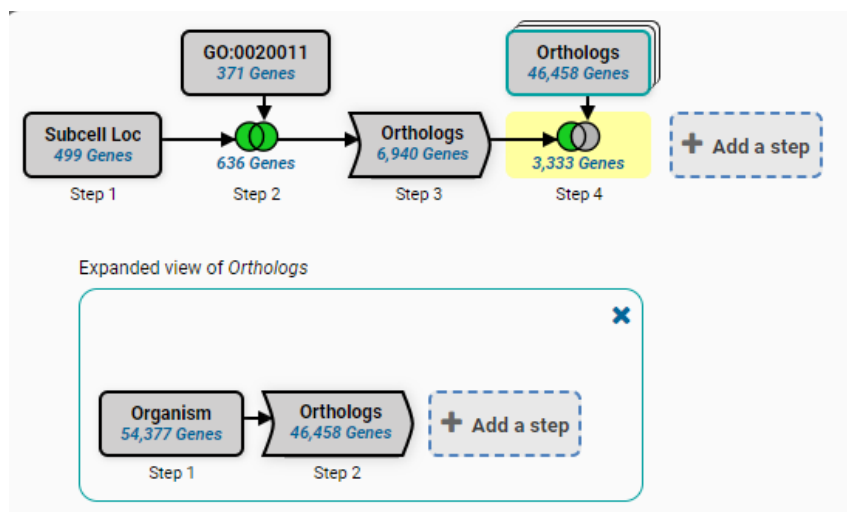 GO:0020011
371 Genes
Orthologs
46,458 Genes
Subcell Loc
499 Genes
636 Genes
Orthologs
6,940 Genes
3,333 Genes
+ Add a step
Step 1
Step 2
Step 3
Step 4
Expanded view of Orthologs
Organism
54,377 Genes
Orthologs
46,458 Genes
+ Add a step
Step 1
Step 2